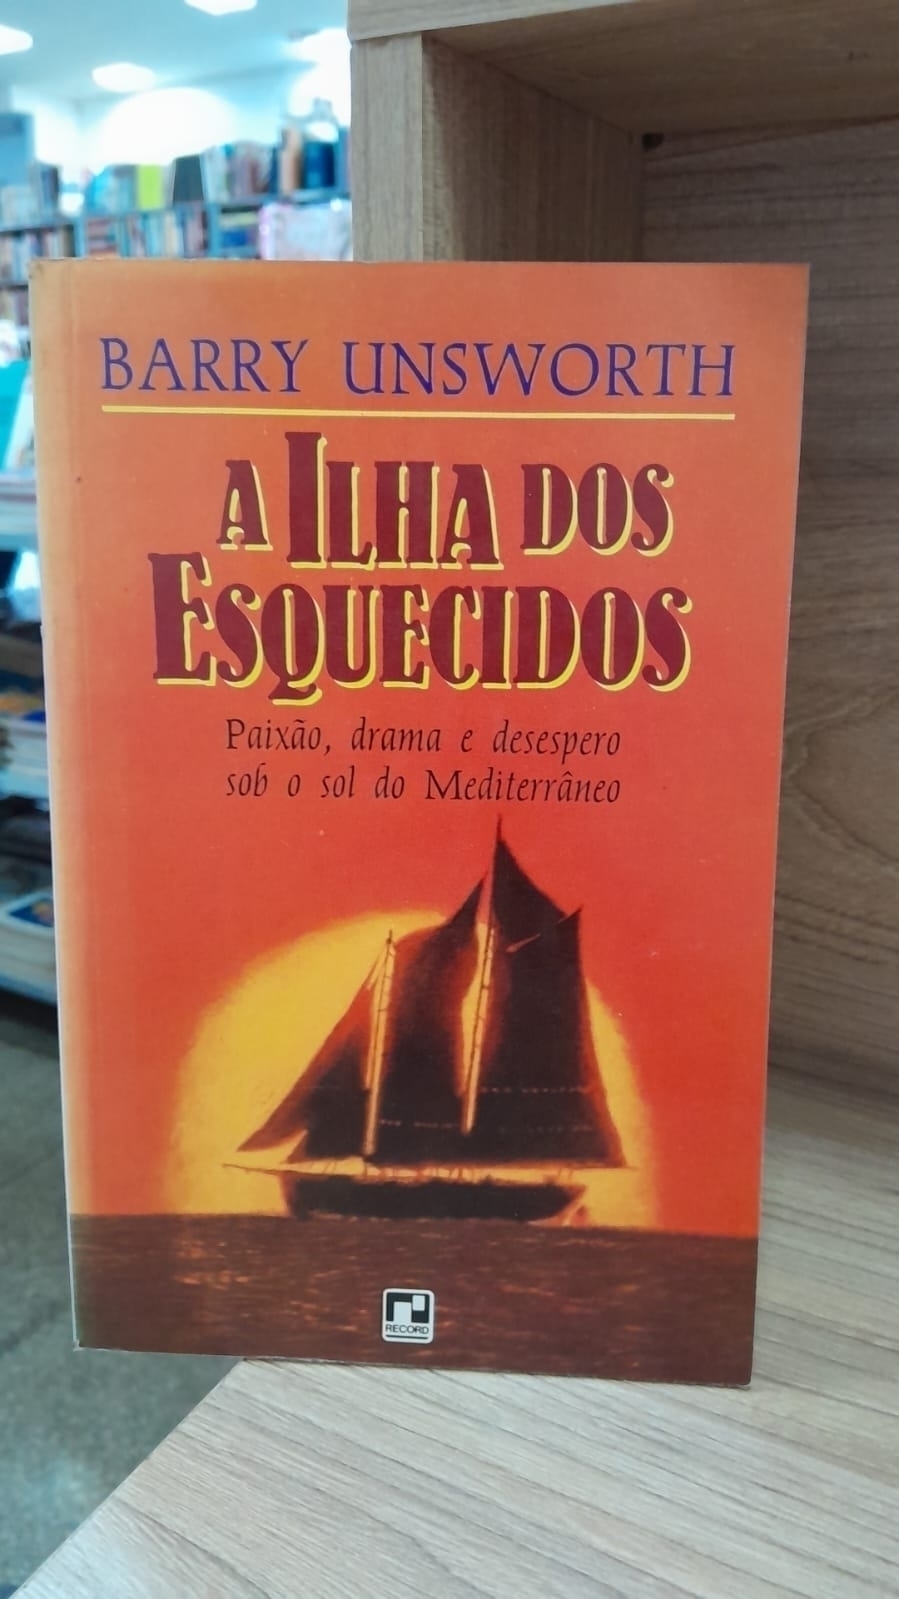 BARRY UNSWORTH
A ILHA DOS
ESQUECIDOS
Paixão, drama e desespero
sob o sol do Mediterrâneo
RECORD